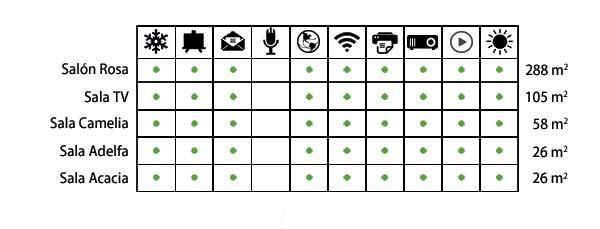 Salón Rosa 288 m²
Sala TV 105 m²
Sala Camelia 58 m²
Sala Adelfa 26 m²
Sala Acacia 26 m²